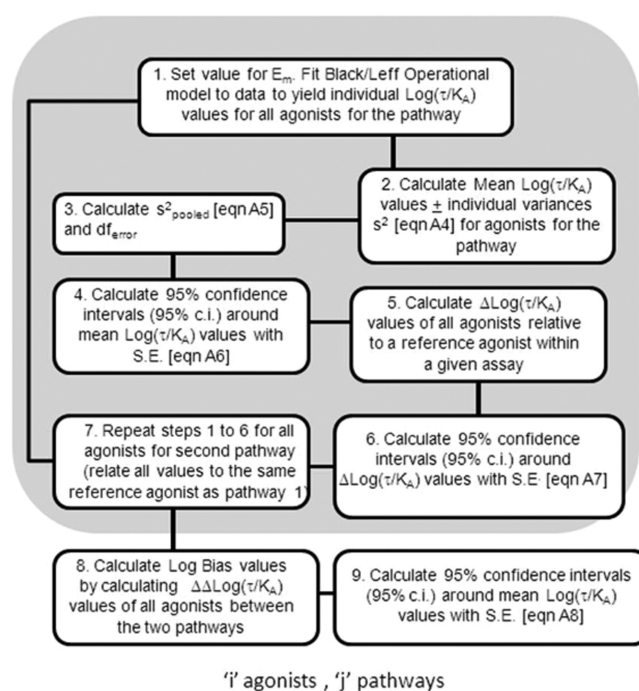 1. Set value for Em. Fit Black/Leff Operational
model to data to yield individual Log(τ/KA)
values for all agonists for the pathway
2. Calculate Mean Log(τ/KA)
values ± individual variances
s² [eqn A4] for agonists for the
pathway
3. Calculate s²pooled [eqn A5]
and dferror
4. Calculate 95% confidence
intervals (95% c.i.) around
mean Log(τ/KA) values with
S.E. [eqn A6]
5. Calculate ΔLog(τ/KA)
values of all agonists relative
to a reference agonist within
a given assay
6. Calculate 95% confidence
intervals (95% c.i.) around
ΔLog(τ/KA) values with S.E. [eqn A7]
7. Repeat steps 1 to 6 for all
agonists for second pathway
(relate all values to the same
reference agonist as pathway 1)
8. Calculate Log Bias values
by calculating ΔΔLog(τ/KA)
values of all agonists between
the two pathways
9. Calculate 95% confidence intervals
(95% c.i.) around mean Log(τ/KA)
values with S.E. [eqn A8]
'i' agonists , 'j' pathways